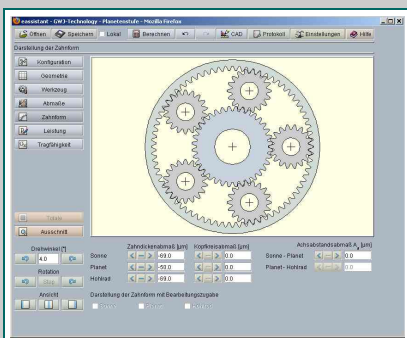 eassistant - GWJ-Technology - Planetenstufe - Mozilla Firefox
Öffnen Speichern Lokal Berechnen CAD Protokoll Einstellungen Hilfe
Darstellung der Zahnform
Konfiguration
Geometrie
Werkzeug
Abmaße
Zahnform
Leistung
Tragfähigkeit
Totale
Ausschnitt
Drehwinkel [°]
4.0
Rotation
Stop
Ansicht
Zahndickenabmaß [µm] Kopfkreisabmaß [µm] Achsabstandsabmaß A [µm]
Sonne -69.0 0.0 Sonne - Planet 0.0
Planet -50.0 0.0 Planet - Hohlrad 0.0
Hohlrad -89.0 0.0
Darstellung der Zahnform mit Bearbeitungszugabe